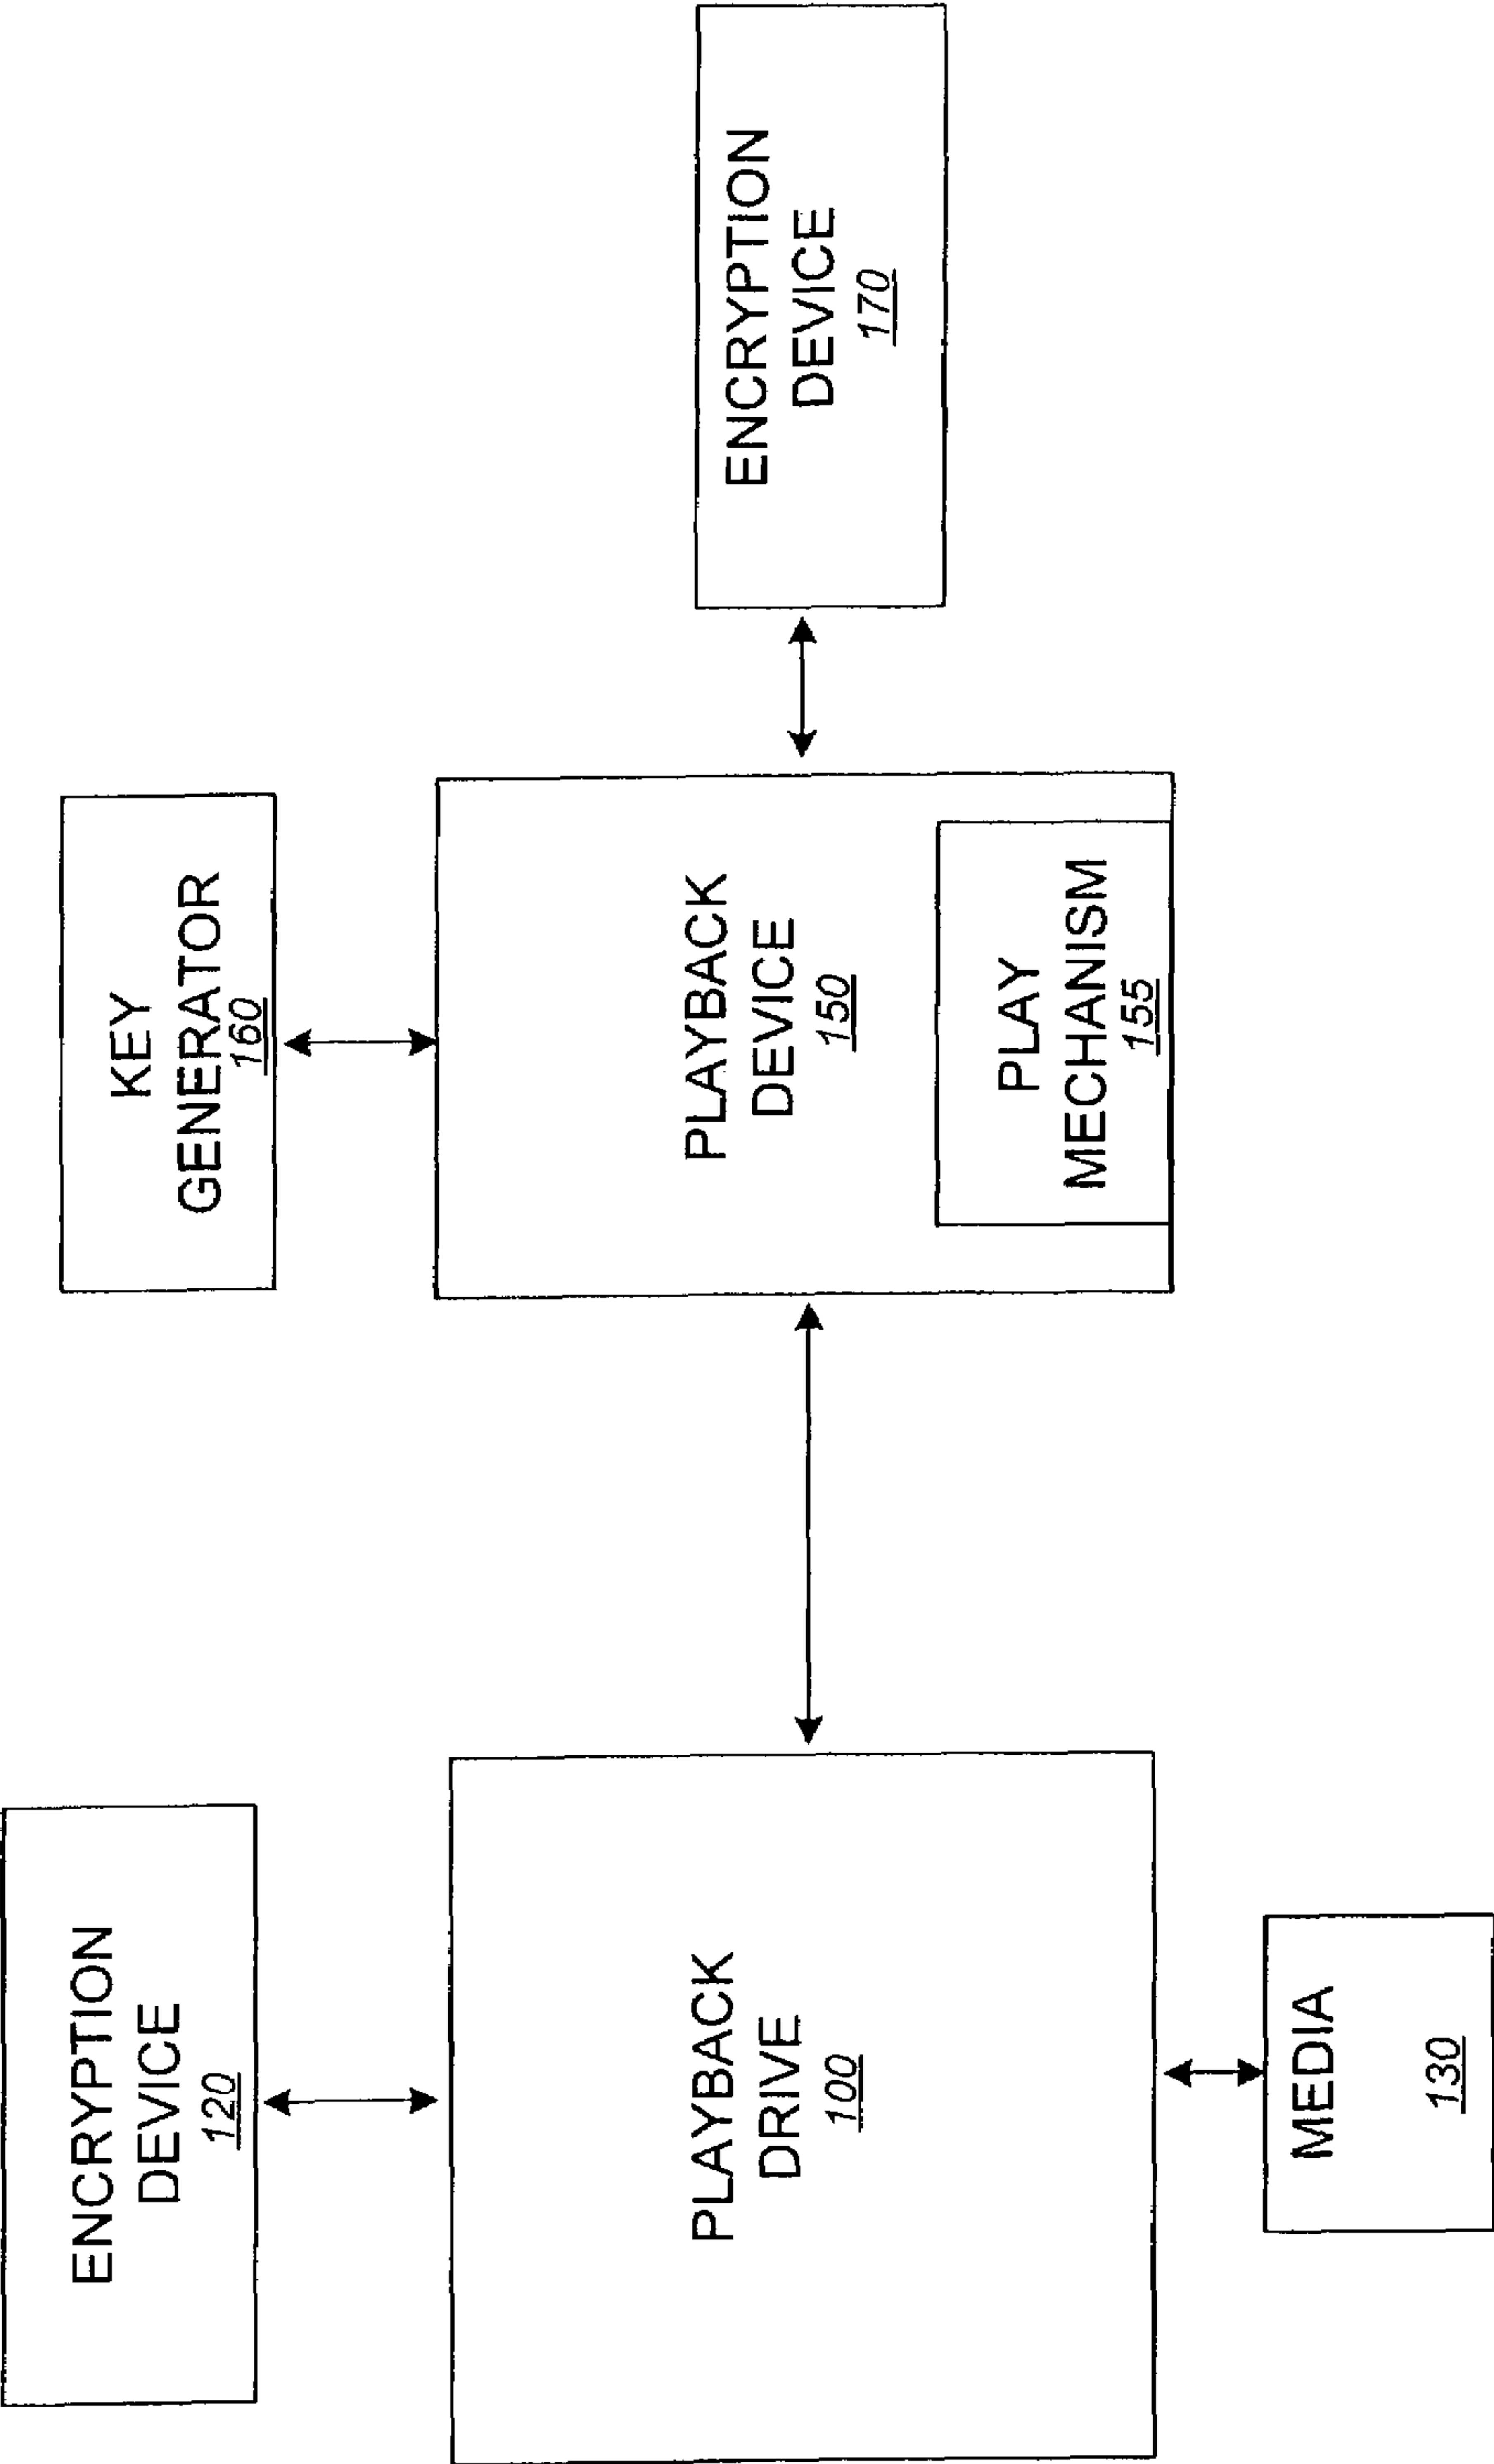 ENCRYPTION
DEVICE
120
PLAYBACK
DRIVE
100
MEDIA
130
KEY
GENERATOR
160
PLAYBACK
DEVICE
150
PLAY
MECHANISM
155
ENCRYPTION
DEVICE
170